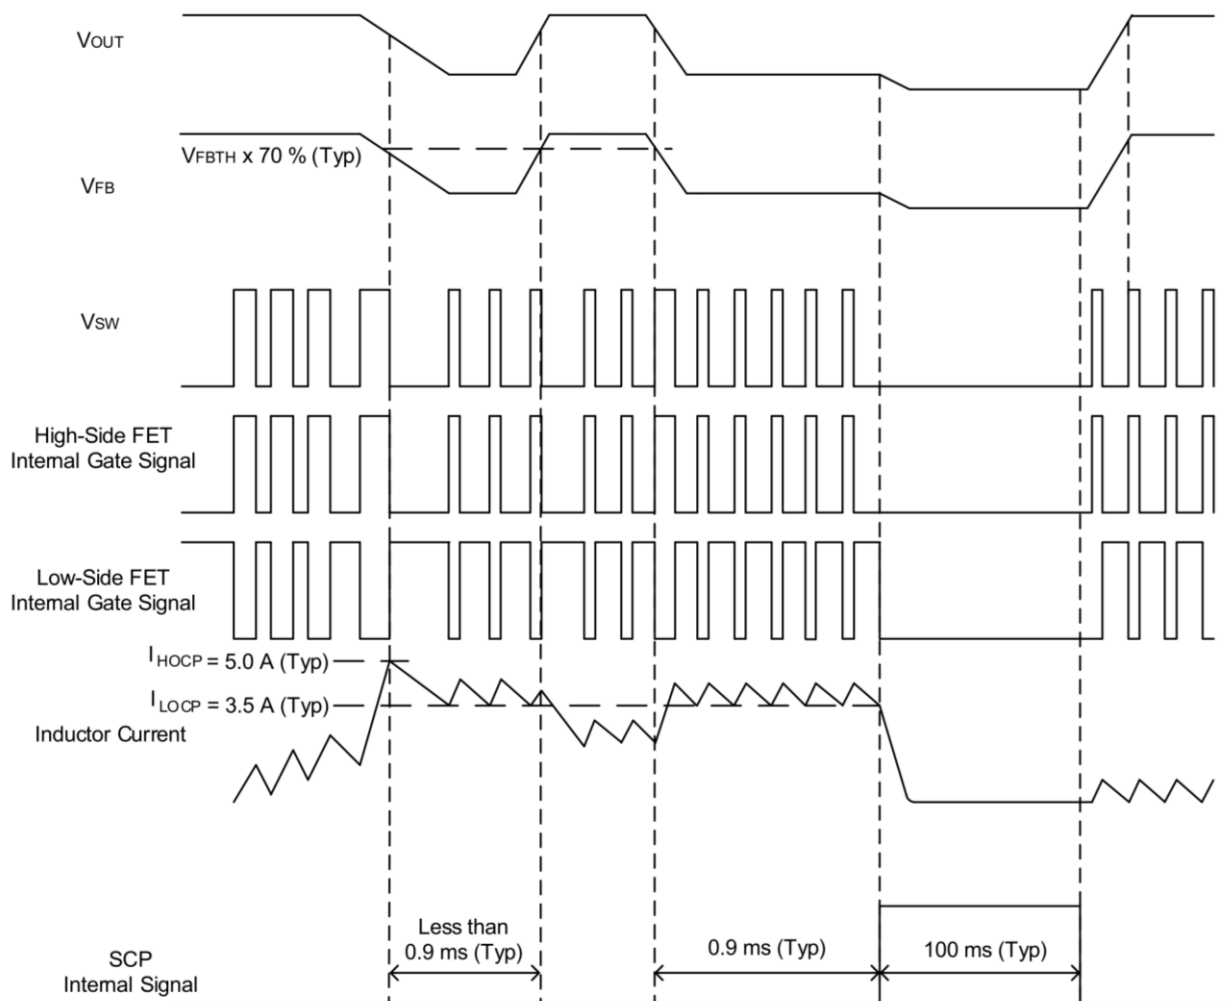 VOUT
VFBTH x 70 % (Typ)
VFB
VSW
High-Side FET
Internal Gate Signal
Low-Side FET
Internal Gate Signal
I HOCP = 5.0 A (Typ)
I LOCP = 3.5 A (Typ)
Inductor Current
Less than
0.9 ms (Typ)
0.9 ms (Typ)
100 ms (Typ)
SCP
Internal Signal